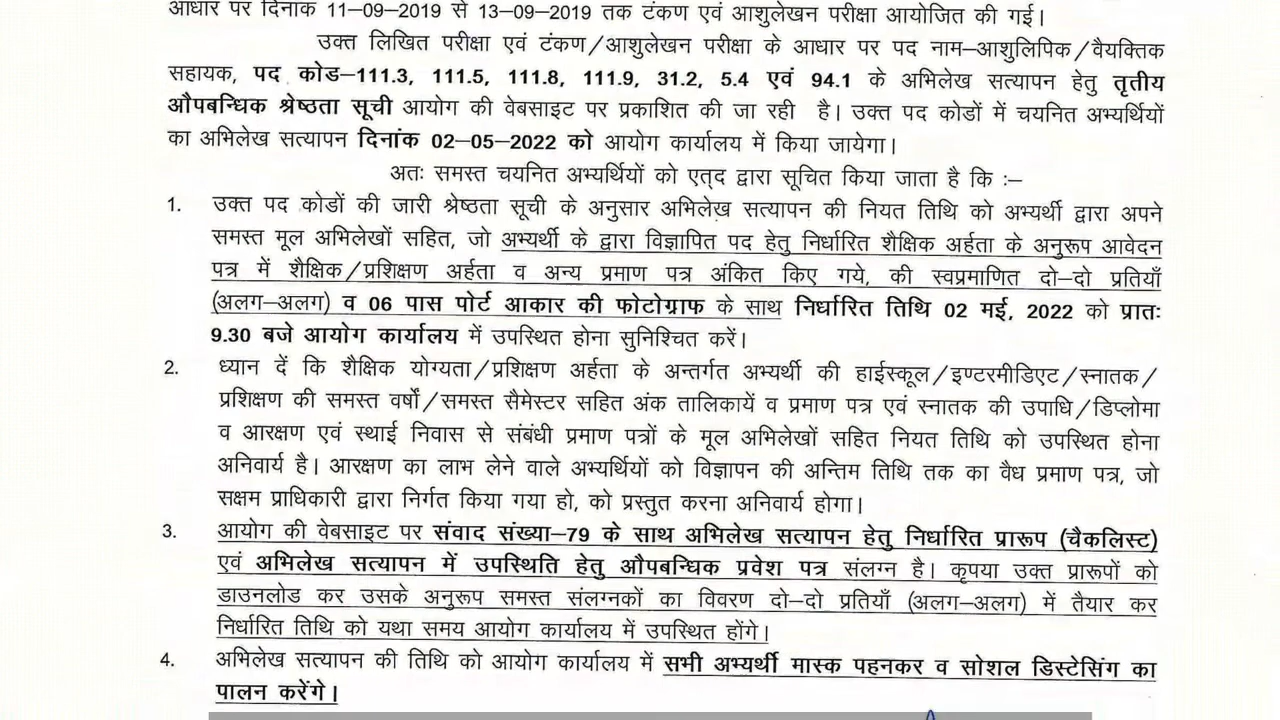 आधार पर दिनांक 11–09–2019 से 13–09–2019 तक टंकण एवं आशुलेखन परीक्षा आयोजित की गई।
उक्त लिखित परीक्षा एवं टंकण/आशुलेखन परीक्षा के आधार पर पद नाम–आशुलिपिक/वैयक्तिक
सहायक, पद कोड–111.3, 111.5, 111.8, 111.9, 31.2, 5.4 एवं 94.1 के अभिलेख सत्यापन हेतु तृतीय
औपबन्धिक श्रेष्ठता सूची आयोग की वेबसाइट पर प्रकाशित की जा रही है। उक्त पद कोडों में चयनित अभ्यर्थियों
का अभिलेख सत्यापन दिनांक 02–05–2022 को आयोग कार्यालय में किया जायेगा।
अतः समस्त चयनित अभ्यर्थियों को एत्द द्वारा सूचित किया जाता है कि :–
1. उक्त पद कोडों की जारी श्रेष्ठता सूची के अनुसार अभिलेख सत्यापन की नियत तिथि को अभ्यर्थी द्वारा अपने
समस्त मूल अभिलेखों सहित, जो अभ्यर्थी के द्वारा विज्ञापित पद हेतु निर्धारित शैक्षिक अर्हता के अनुरूप आवेदन
पत्र में शैक्षिक/प्रशिक्षण अर्हता व अन्य प्रमाण पत्र अंकित किए गये, की स्वप्रमाणित दो–दो प्रतियाँ
(अलग–अलग) व 06 पास पोर्ट आकार की फोटोग्राफ के साथ निर्धारित तिथि 02 मई, 2022 को प्रातः
9.30 बजे आयोग कार्यालय में उपस्थित होना सुनिश्चित करें।
2. ध्यान दें कि शैक्षिक योग्यता/प्रशिक्षण अर्हता के अन्तर्गत अभ्यर्थी की हाईस्कूल/इण्टरमीडिएट/स्नातक/
प्रशिक्षण की समस्त वर्षों/समस्त सैमेस्टर सहित अंक तालिकायें व प्रमाण पत्र एवं स्नातक की उपाधि/डिप्लोमा
व आरक्षण एवं स्थाई निवास से संबंधी प्रमाण पत्रों के मूल अभिलेखों सहित नियत तिथि को उपस्थित होना
अनिवार्य है। आरक्षण का लाभ लेने वाले अभ्यर्थियों को विज्ञापन की अन्तिम तिथि तक का वैध प्रमाण पत्र, जो
सक्षम प्राधिकारी द्वारा निर्गत किया गया हो, को प्रस्तुत करना अनिवार्य होगा।
3. आयोग की वेबसाइट पर संवाद संख्या–79 के साथ अभिलेख सत्यापन हेतु निर्धारित प्रारूप (चैकलिस्ट)
एवं अभिलेख सत्यापन में उपस्थिति हेतु औपबन्धिक प्रवेश पत्र संलग्न है। कृपया उक्त प्रारूपों को
डाउनलोड कर उसके अनुरूप समस्त संलग्नकों का विवरण दो–दो प्रतियाँ (अलग–अलग) में तैयार कर
निर्धारित तिथि को यथा समय आयोग कार्यालय में उपस्थित होंगे।
4. अभिलेख सत्यापन की तिथि को आयोग कार्यालय में सभी अभ्यर्थी मास्क पहनकर व सोशल डिस्टेसिंग का
पालन करेंगे।